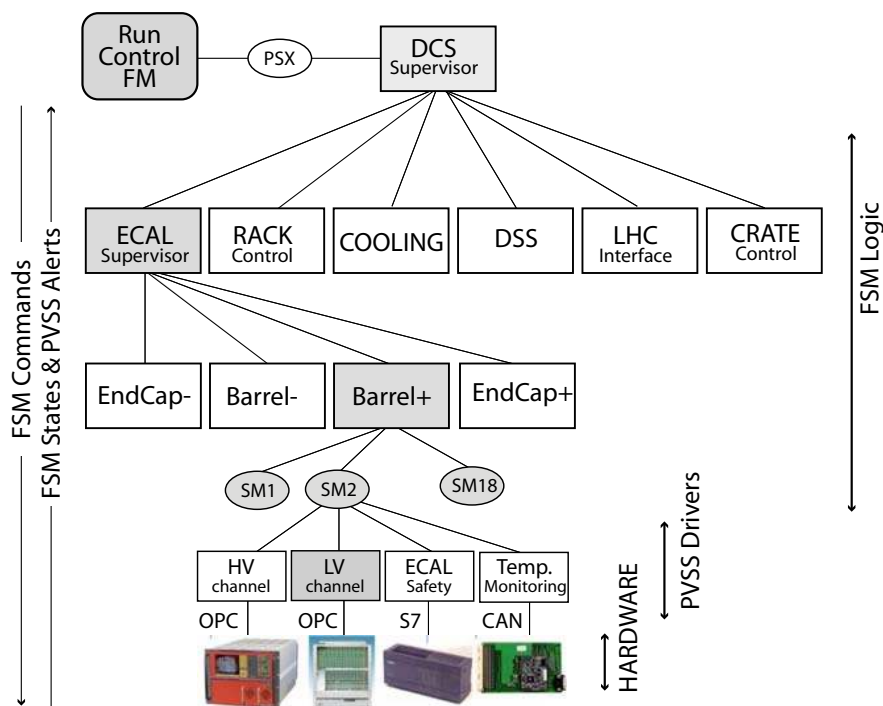 Run
Control
FM
PSX
DCS
Supervisor
ECAL
Supervisor
RACK
Control
COOLING
DSS
LHC
Interface
CRATE
Control
EndCap-
Barrel-
Barrel+
EndCap+
SM1
SM2
SM18
HV
channel
LV
channel
ECAL
Safety
Temp.
Monitoring
OPC
OPC
S7
CAN
FSM Commands
FSM States & PVSS Alerts
FSM Logic
PVSS Drivers
HARDWARE